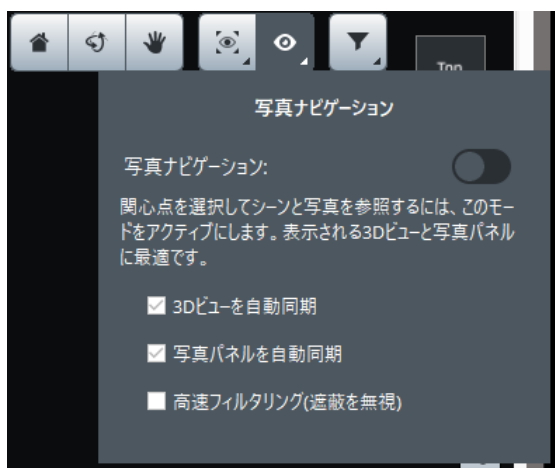 Top
写真ナビゲーション
写真ナビゲーション:
関心点を選択してシーンと写真を参照するには、このモー
ドをアクティブにします。表示される3Dビューと写真パネル
に最適です。
3Dビューを自動同期
写真パネルを自動同期
高速フィルタリング(遮蔽を無視)